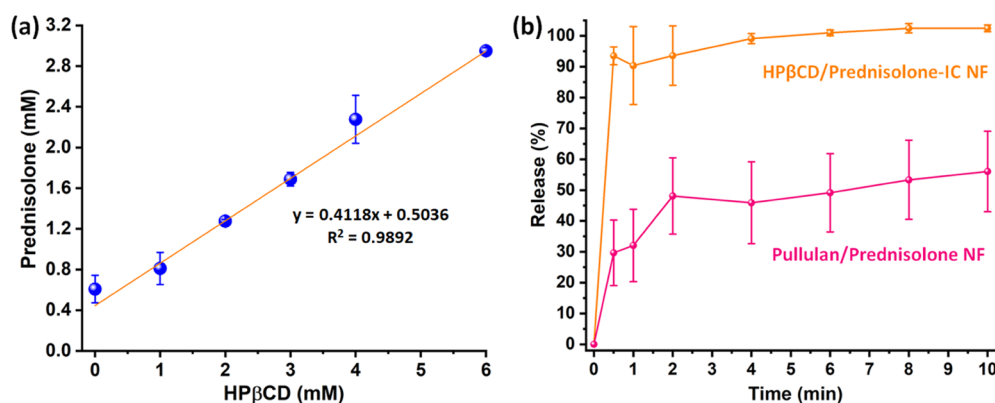 (a)
Prednisolone (mM)
3.2
2.8
2.4
2.0
1.6
1.2
0.8
0.4
0.0
y = 0.4118x + 0.5036
R² = 0.9892
0 1 2 3 4 5 6
HPβCD (mM)
(b)
Release (%)
100
90
80
70
60
50
40
30
20
10
0
HPβCD/Prednisolone-IC NF
Pullulan/Prednisolone NF
0 1 2 3 4 5 6 7 8 9 10
Time (min)